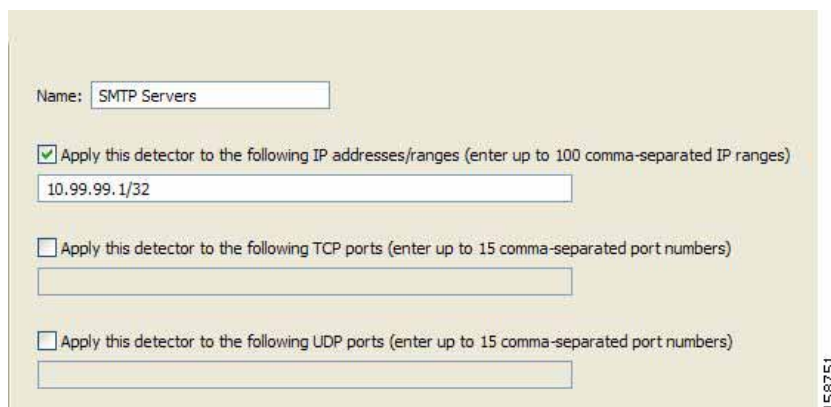 Name: SMTP Servers
Apply this detector to the following IP addresses/ranges (enter up to 100 comma-separated IP ranges)
10.99.99.1/32
Apply this detector to the following TCP ports (enter up to 15 comma-separated port numbers)
Apply this detector to the following UDP ports (enter up to 15 comma-separated port numbers)
158751